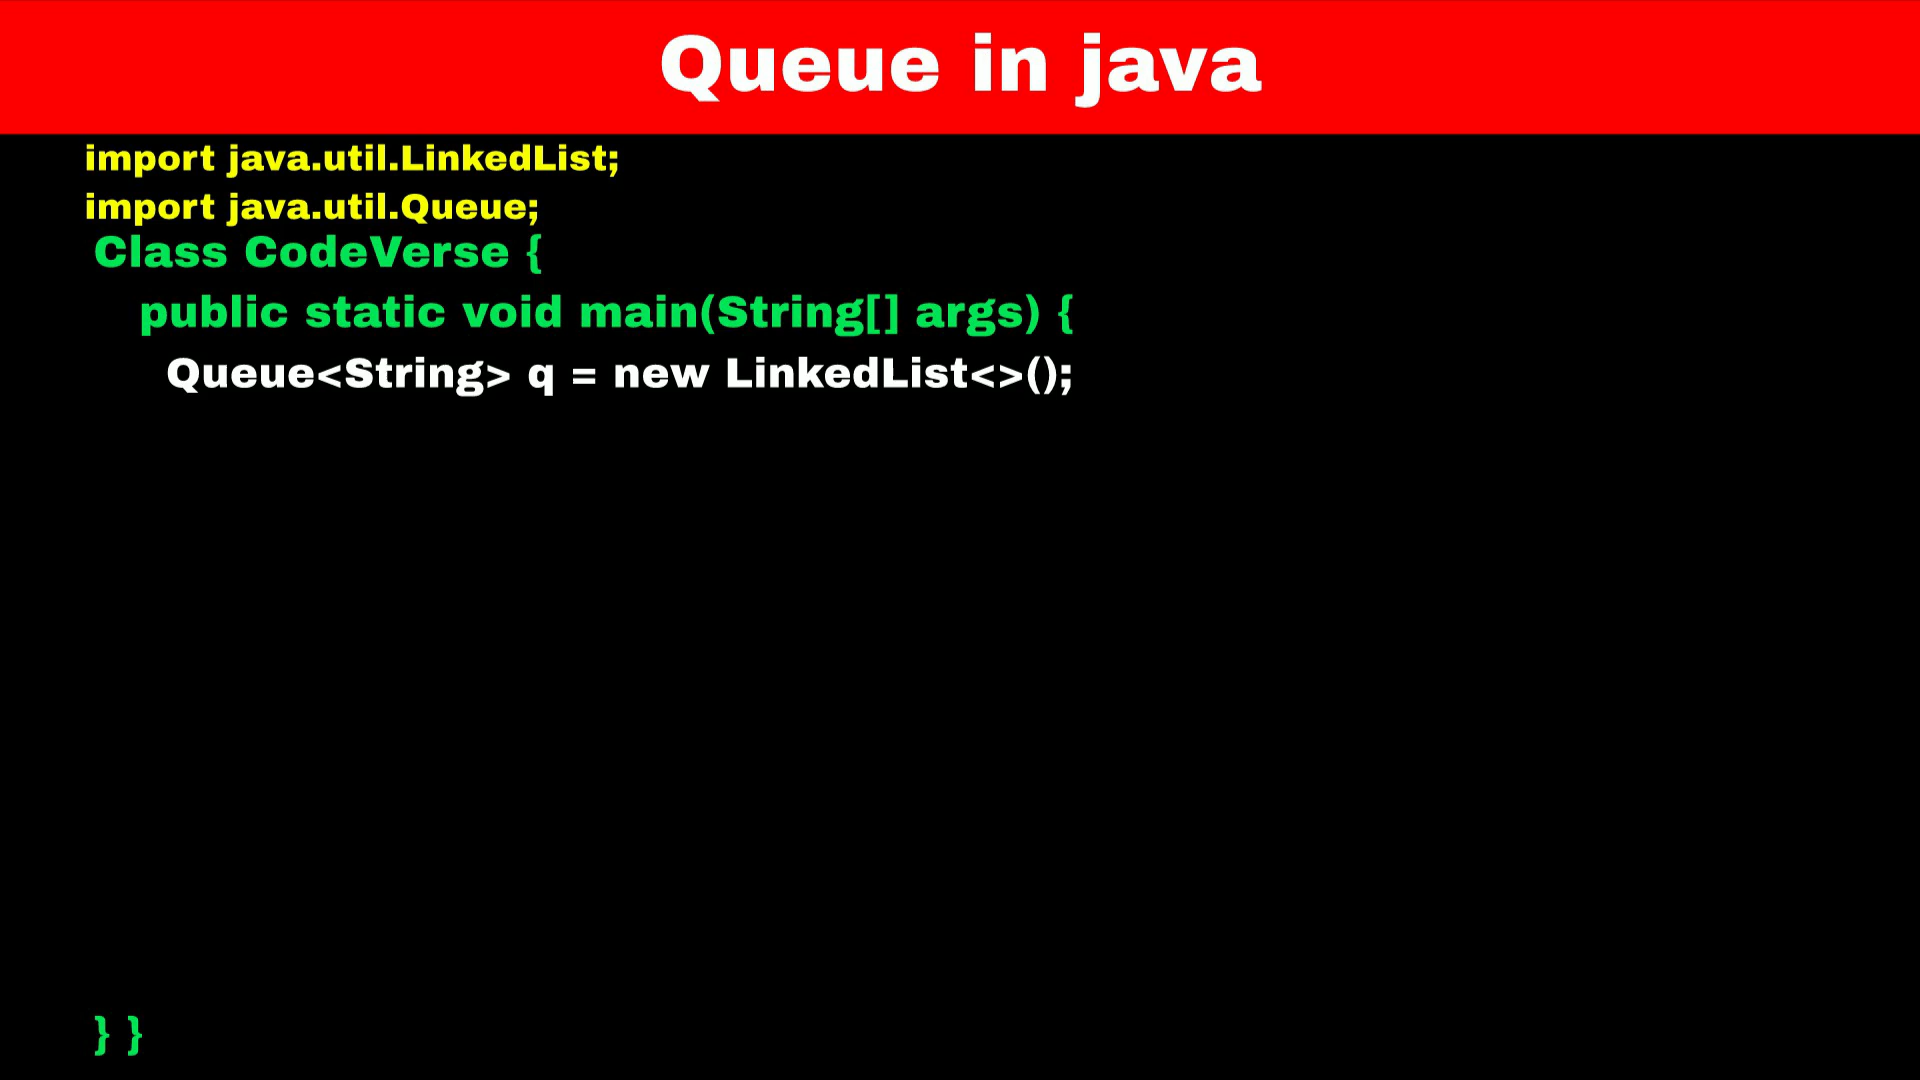 Queue in java
import java.util.LinkedList;
import java.util.Queue;
Class CodeVerse {
public static void main(String[] args) {
Queue<String> q = new LinkedList<>();
} }